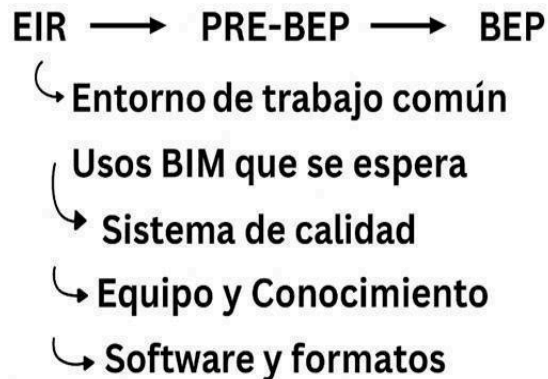 EIR → PRE-BEP → BEP
Entorno de trabajo común
Usos BIM que se espera
Sistema de calidad
Equipo y Conocimiento
Software y formatos